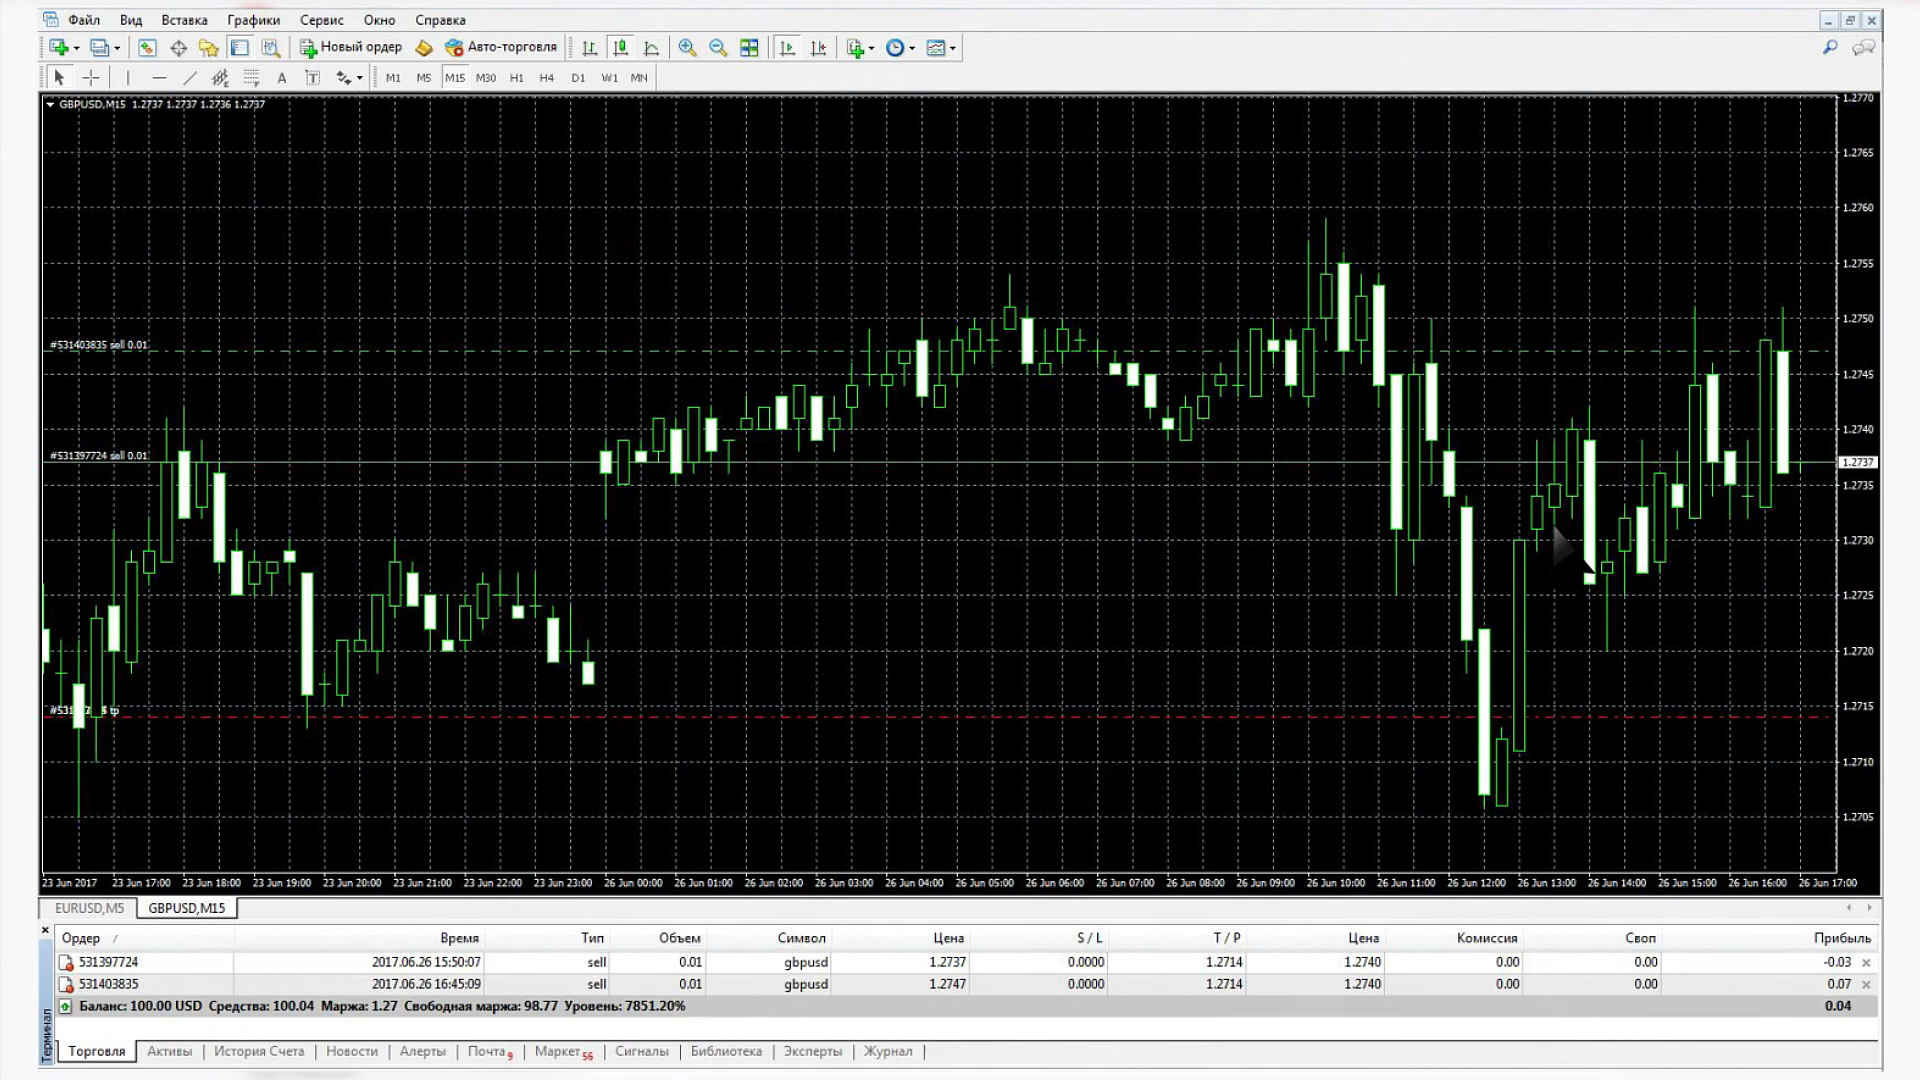 Файл Вид Вставка Графики Сервис Окно Справка
Новый ордер Авто-торговля
A T M1 M5 M15 M30 H1 H4 D1 W1 MN
GBPUSD,M15 1.2737 1.2737 1.2736 1.2737
1.2770
1.2765
1.2760
1.2755
1.2750
#531403835 sell 0.01
1.2745
1.2740
#531397724 sell 0.01
1.2737
1.2735
1.2730
1.2725
1.2720
1.2715
tp
1.2710
1.2705
23 Jun 2017 23 Jun 17:00 23 Jun 18:00 23 Jun 19:00 23 Jun 20:00 23 Jun 21:00 23 Jun 22:00 23 Jun 23:00 26 Jun 00:00 26 Jun 01:00 26 Jun 02:00 26 Jun 03:00 26 Jun 04:00 26 Jun 05:00 26 Jun 06:00 26 Jun 07:00 26 Jun 08:00 26 Jun 09:00 26 Jun 10:00 26 Jun 11:00 26 Jun 12:00 26 Jun 13:00 26 Jun 14:00 26 Jun 15:00 26 Jun 16:00 26 Jun 17:00
EURUSD,M5 GBPUSD,M15
Ордер / Время Тип Объем Символ Цена S / L T / P Цена Комиссия Своп Прибыль
531397724 2017.06.26 15:50:07 sell 0.01 gbpusd 1.2737 0.0000 1.2714 1.2740 0.00 0.00 -0.03
531403835 2017.06.26 16:45:09 sell 0.01 gbpusd 1.2747 0.0000 1.2714 1.2740 0.00 0.00 0.07
Баланс: 100.00 USD Средства: 100.04 Маржа: 1.27 Свободная маржа: 98.77 Уровень: 7851.20% 0.04
Терминал
Торговля Активы История Счета Новости Алерты Почта 9 Маркет 56 Сигналы Библиотека Эксперты Журнал